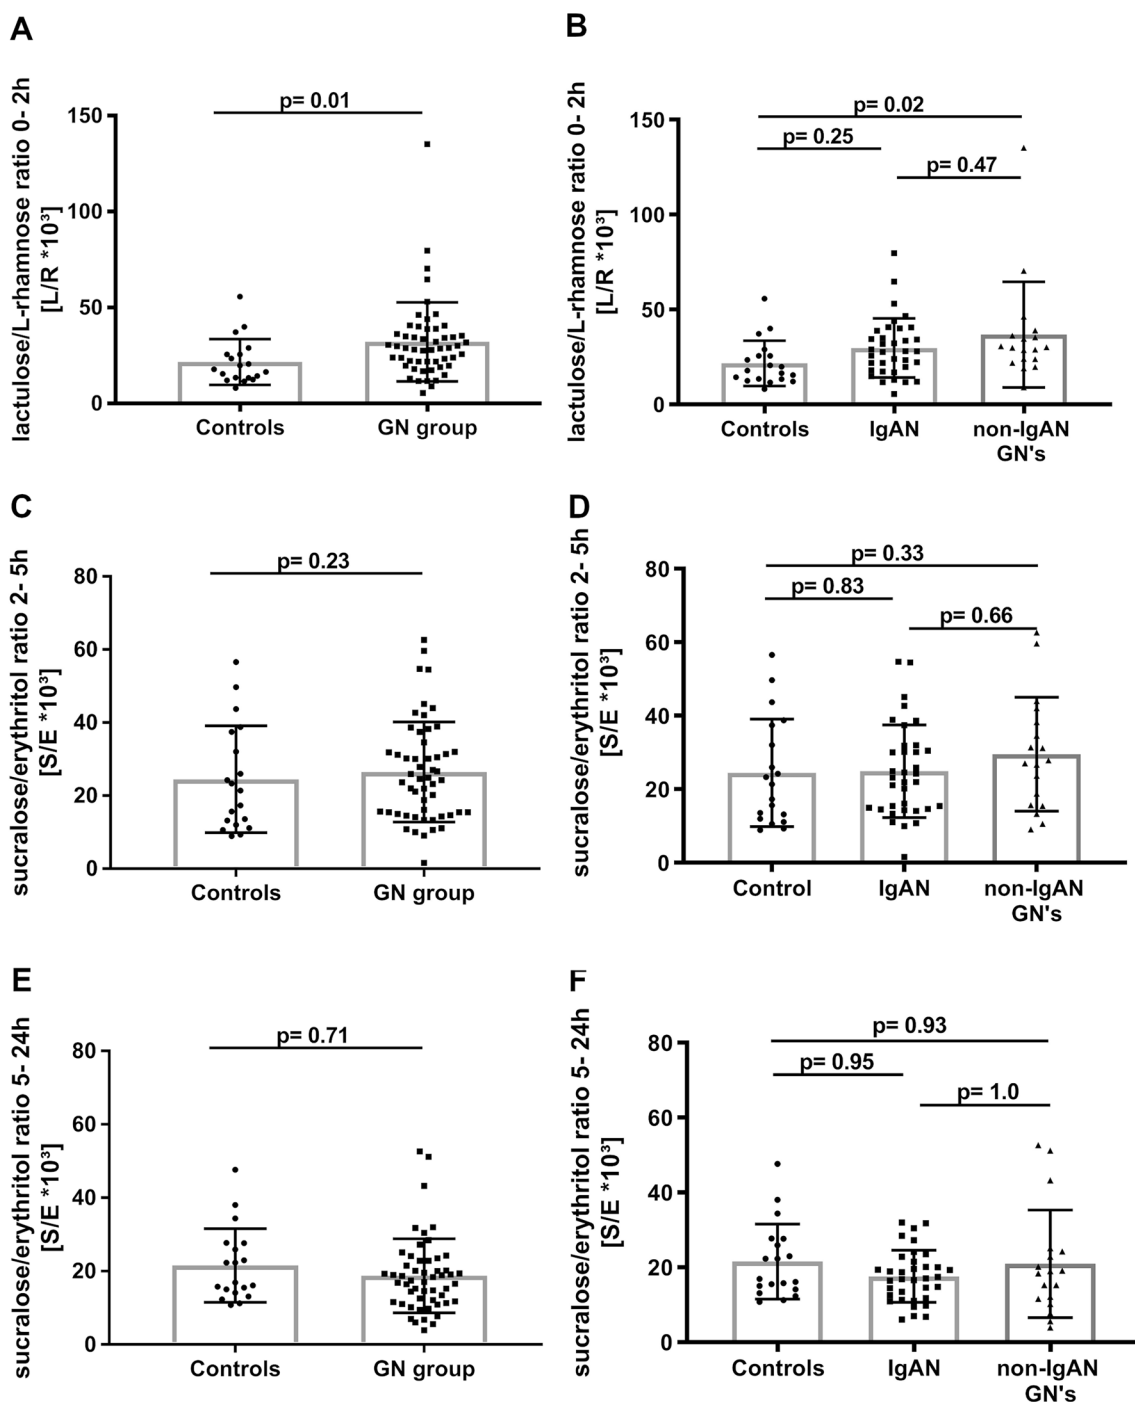 A
lactulose/L-rhamnose ratio 0- 2h
[L/R *10³]
150
100
50
0
p= 0.01
Controls
GN group
B
lactulose/L-rhamnose ratio 0- 2h
[L/R *10³]
150
100
50
0
p= 0.02
p= 0.25
p= 0.47
Controls
IgAN
non-IgAN
GN's
C
sucralose/erythritol ratio 2- 5h
[S/E *10³]
80
60
40
20
0
p= 0.23
Controls
GN group
D
sucralose/erythritol ratio 2- 5h
[S/E *10³]
80
60
40
20
0
p= 0.33
p= 0.83
p= 0.66
Control
IgAN
non-IgAN
GN's
E
sucralose/erythritol ratio 5- 24h
[S/E *10³]
80
60
40
20
0
p= 0.71
Controls
GN group
F
sucralose/erythritol ratio 5- 24h
[S/E *10³]
80
60
40
20
0
p= 0.93
p= 0.95
p= 1.0
Controls
IgAN
non-IgAN
GN's